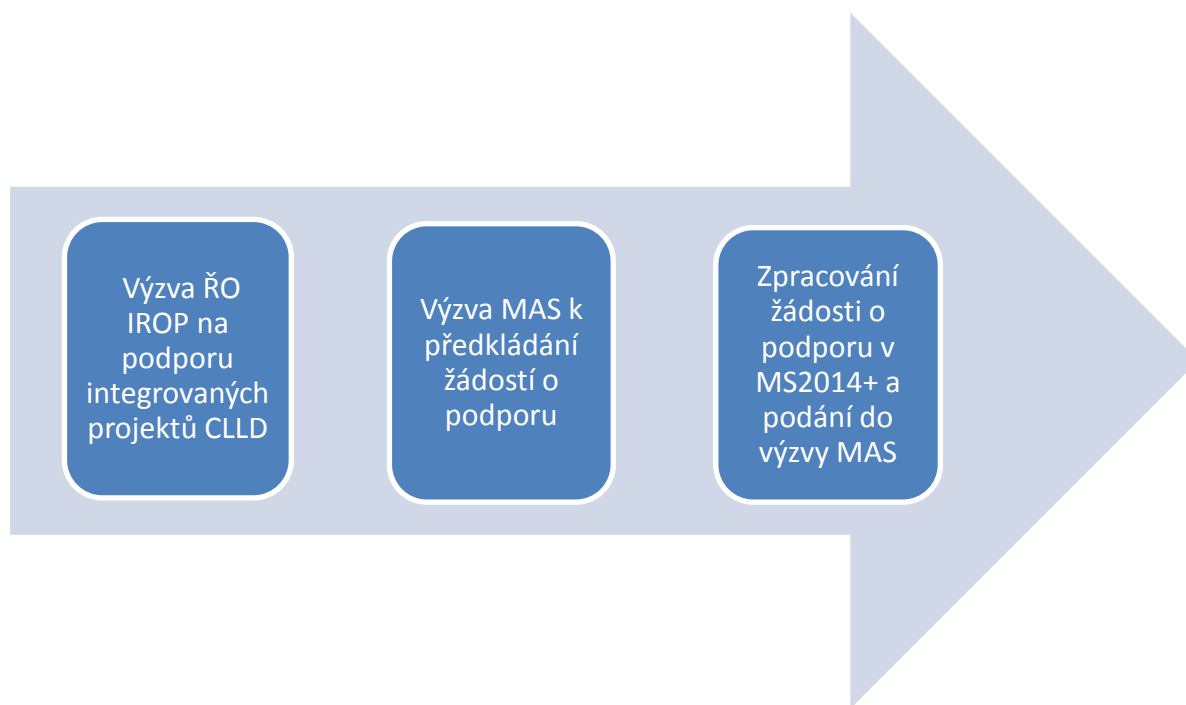 Výzva ŘO
IROP na
podporu
integrovaných
projektů CLLD
Výzva MAS k
předkládání
žádostí o
podporu
Zpracování
žádosti o
podporu v
MS2014+ a
podání do
výzvy MAS